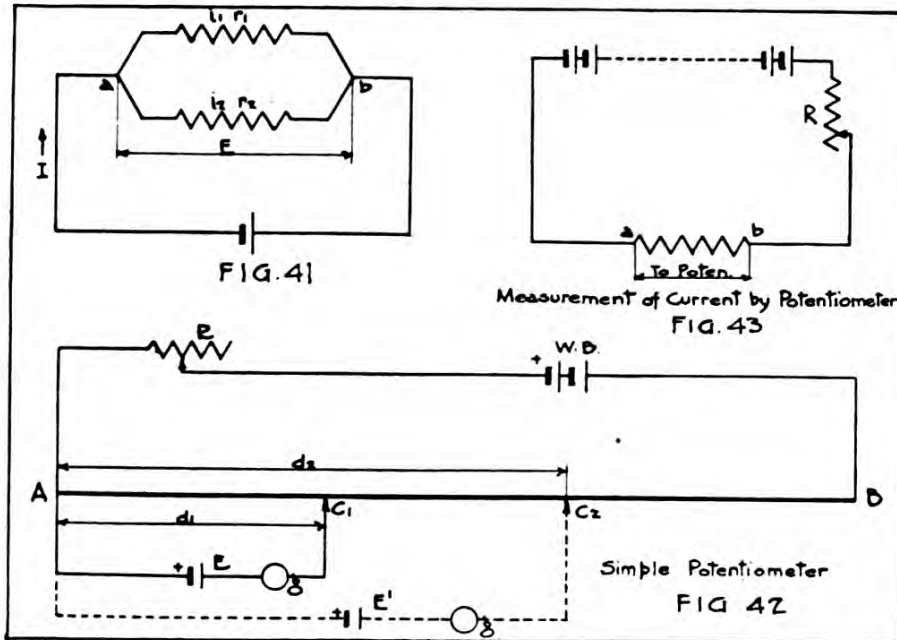 i₁ r₁
a
b
i₂ r₂
E
I
FIG. 41
R
a
b
To Poten.
Measurement of Current by Potentiometer
FIG. 43
R
+
W. B.
d₂
A
B
C₁
C₂
d₁
+
E
g
+
E'
g
Simple Potentiometer
FIG 42